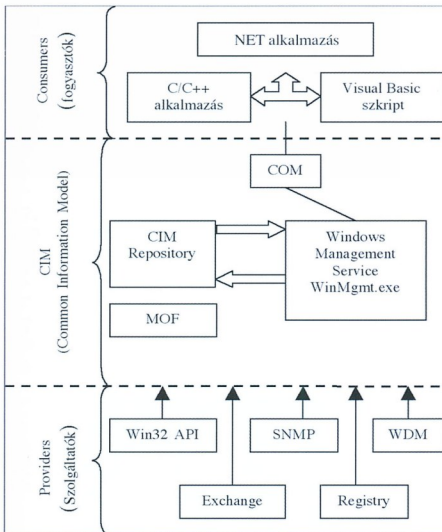 Consumers
(fogyasztók)
NET alkalmazás
C/C++
alkalmazás
Visual Basic
szkript
CIM
(Common Information Model)
COM
CIM
Repository
Windows
Management
Service
WinMgmt.exe
MOF
Providers
(Szolgáltatók)
Win32 API
SNMP
WDM
Exchange
Registry